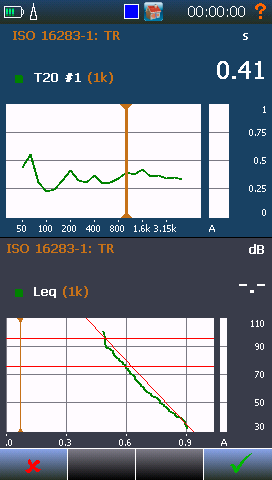 00:00:00 ?
ISO 16283-1: TR s
T20 #1 (1k) 0.41
1
0.75
0.5
0.25
0
50 100 200 400 800 1.6k 3.15k A
ISO 16283-1: TR dB
Leq (1k) -.-
110
90
70
50
30
.0 0.3 0.6 0.9 A